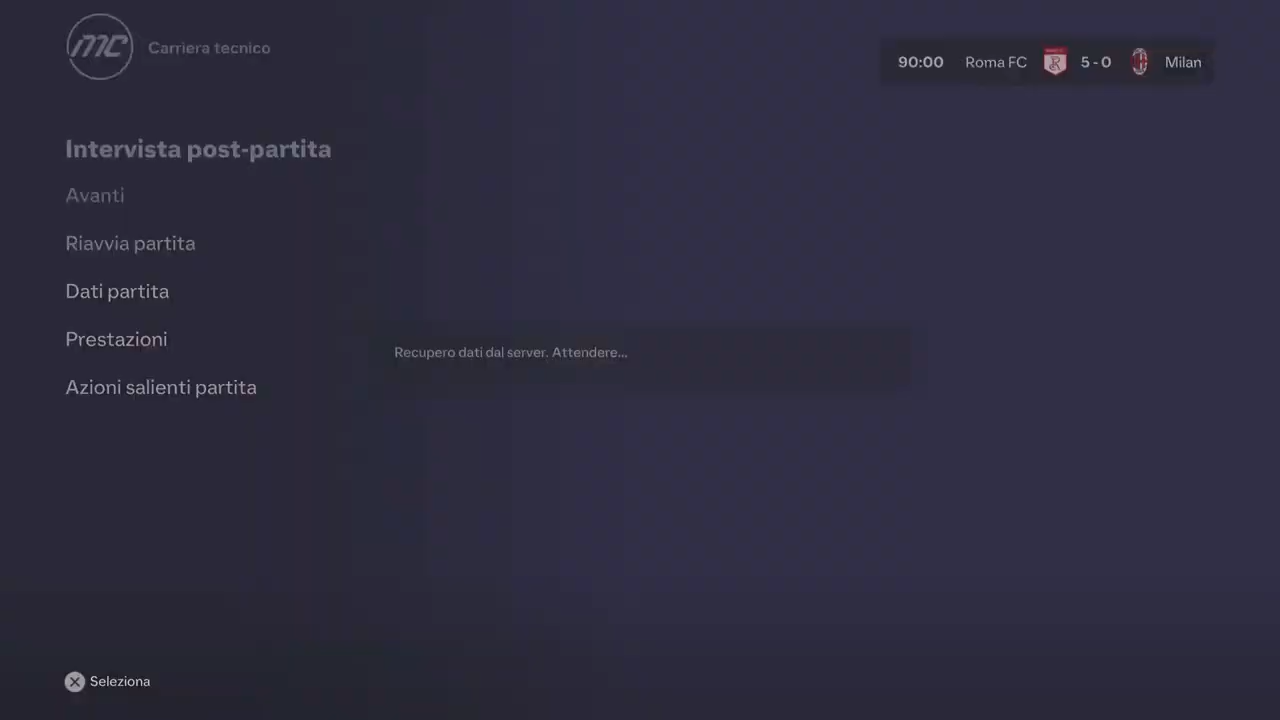 MC Carriera tecnico
90:00 Roma FC R 5 - 0 Milan
Intervista post-partita
Avanti
Riavvia partita
Dati partita
Prestazioni
Azioni salienti partita
Recupero dati dal server. Attendere...
Seleziona